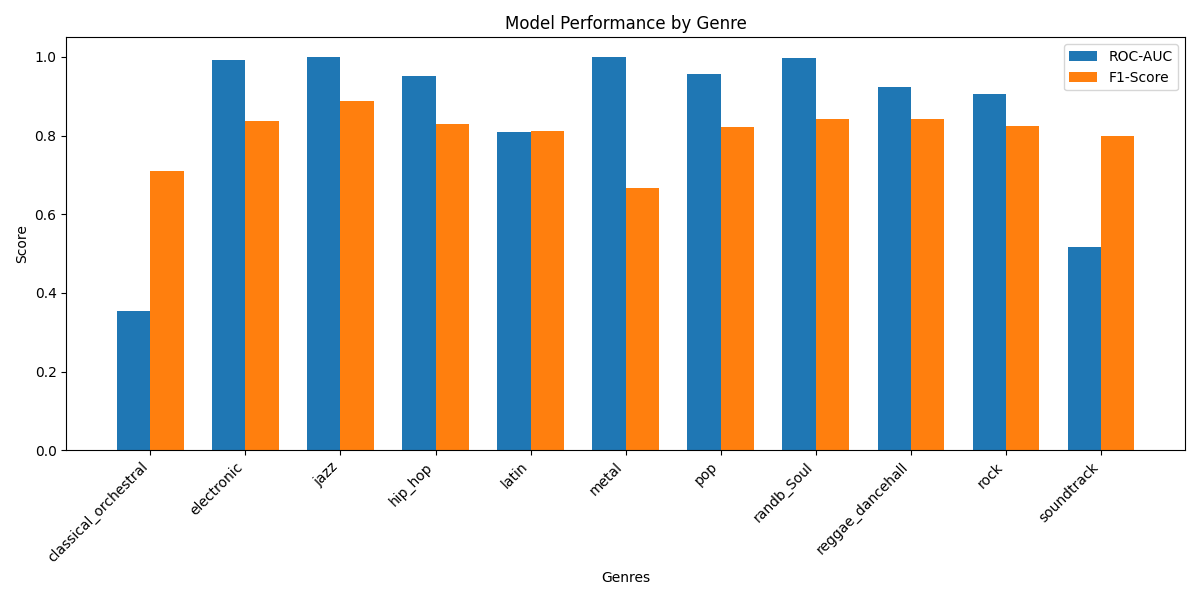 Model Performance by Genre
ROC-AUC
F1-Score
Score
1.0
0.8
0.6
0.4
0.2
0.0
classical_orchestral
electronic
jazz
hip_hop
latin
metal
pop
randb_Soul
reggae_dancehall
rock
soundtrack
Genres